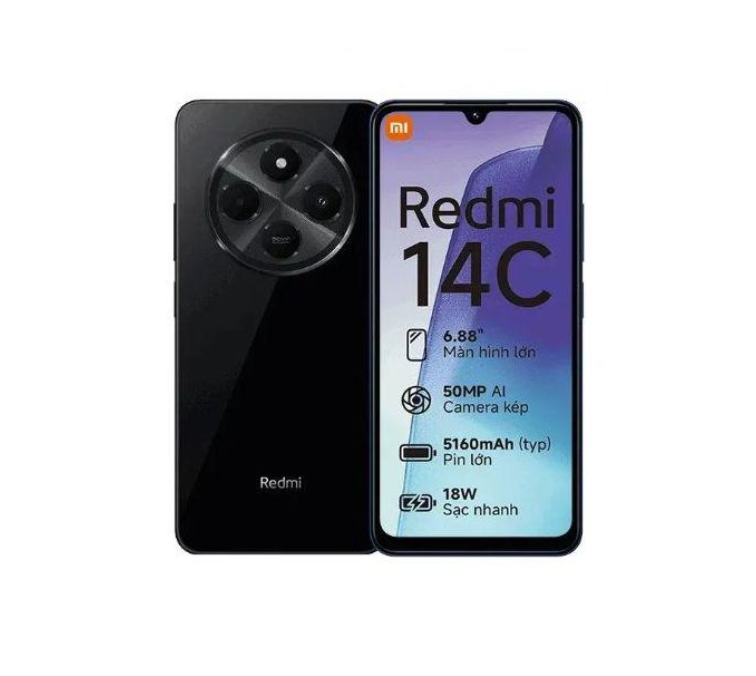 mi
Redmi
14C
6.88"
Màn hình lớn
50MP AI
Camera kép
5160mAh (typ)
Pin lớn
18W
Sạc nhanh
Redmi